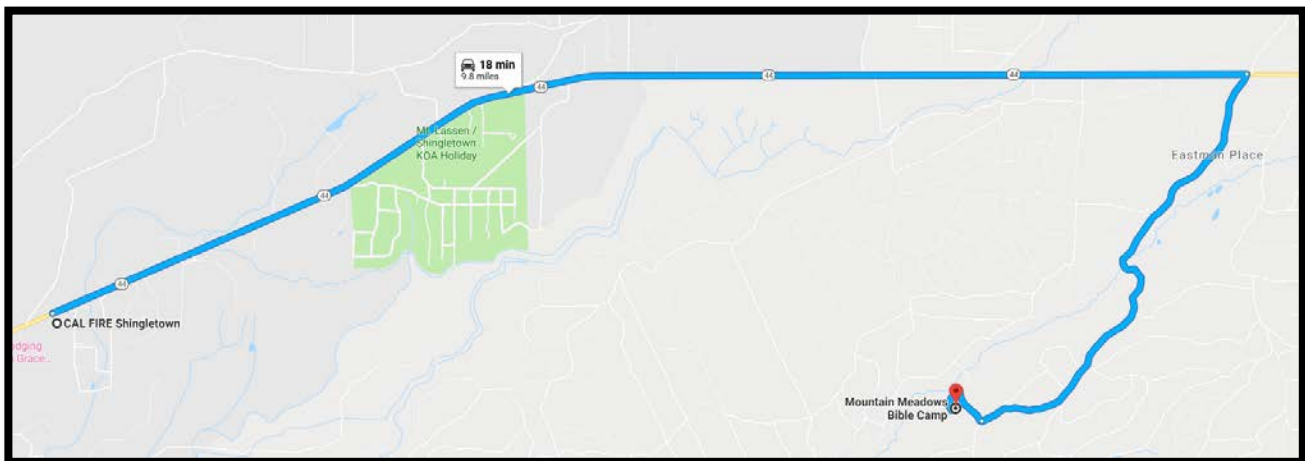 18 min
9.8 miles
44
44
44
Mt. Lassen /
Shingletown
KOA Holiday
Eastman Place
44
44
CAL FIRE Shingletown
Grace...
Mountain Meadows
Bible Camp